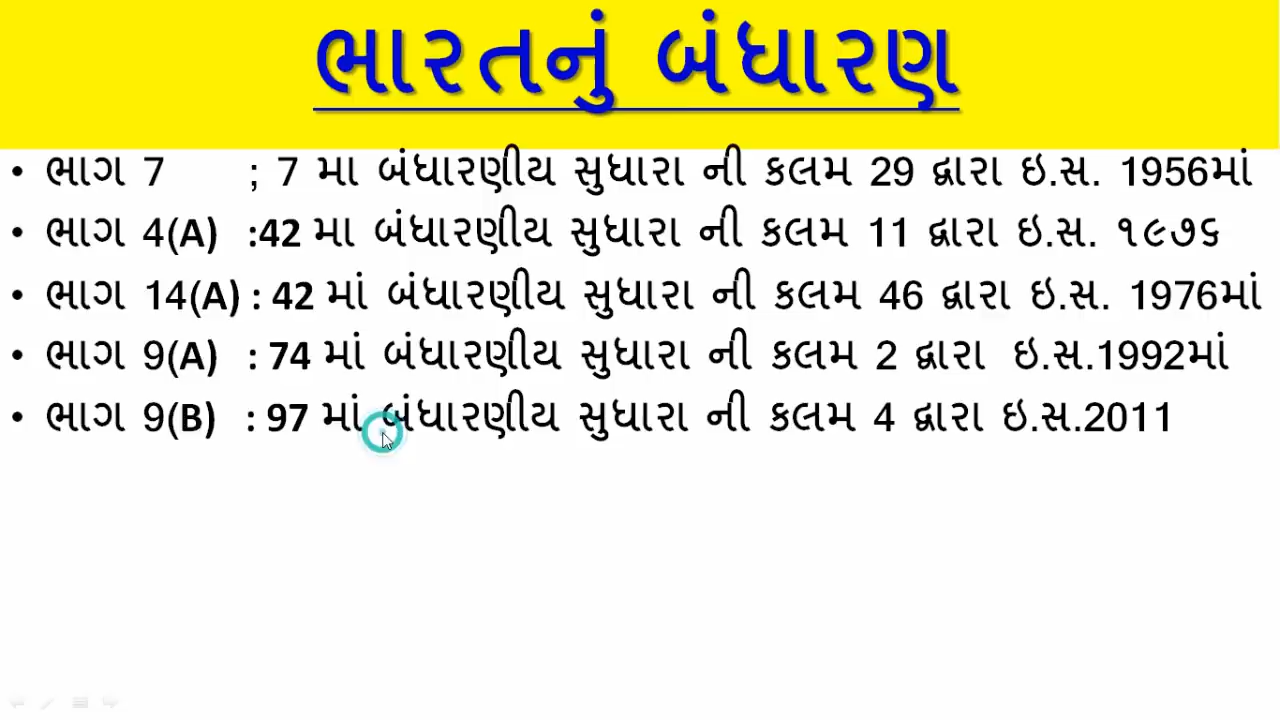 ભારતનું બંધારણ
• ભાગ 7 ; 7 મા બંધારણીય સુધારા ની કલમ 29 દ્વારા ઇ.સ. 1956માં
• ભાગ 4(A) :42 મા બંધારણીય સુધારા ની કલમ 11 દ્વારા ઇ.સ. ૧૯૭૬
• ભાગ 14(A) : 42 માં બંધારણીય સુધારા ની કલમ 46 દ્વારા ઇ.સ. 1976માં
• ભાગ 9(A) : 74 માં બંધારણીય સુધારા ની કલમ 2 દ્વારા ઇ.સ.1992માં
• ભાગ 9(B) : 97 માં બંધારણીય સુધારા ની કલમ 4 દ્વારા ઇ.સ.2011